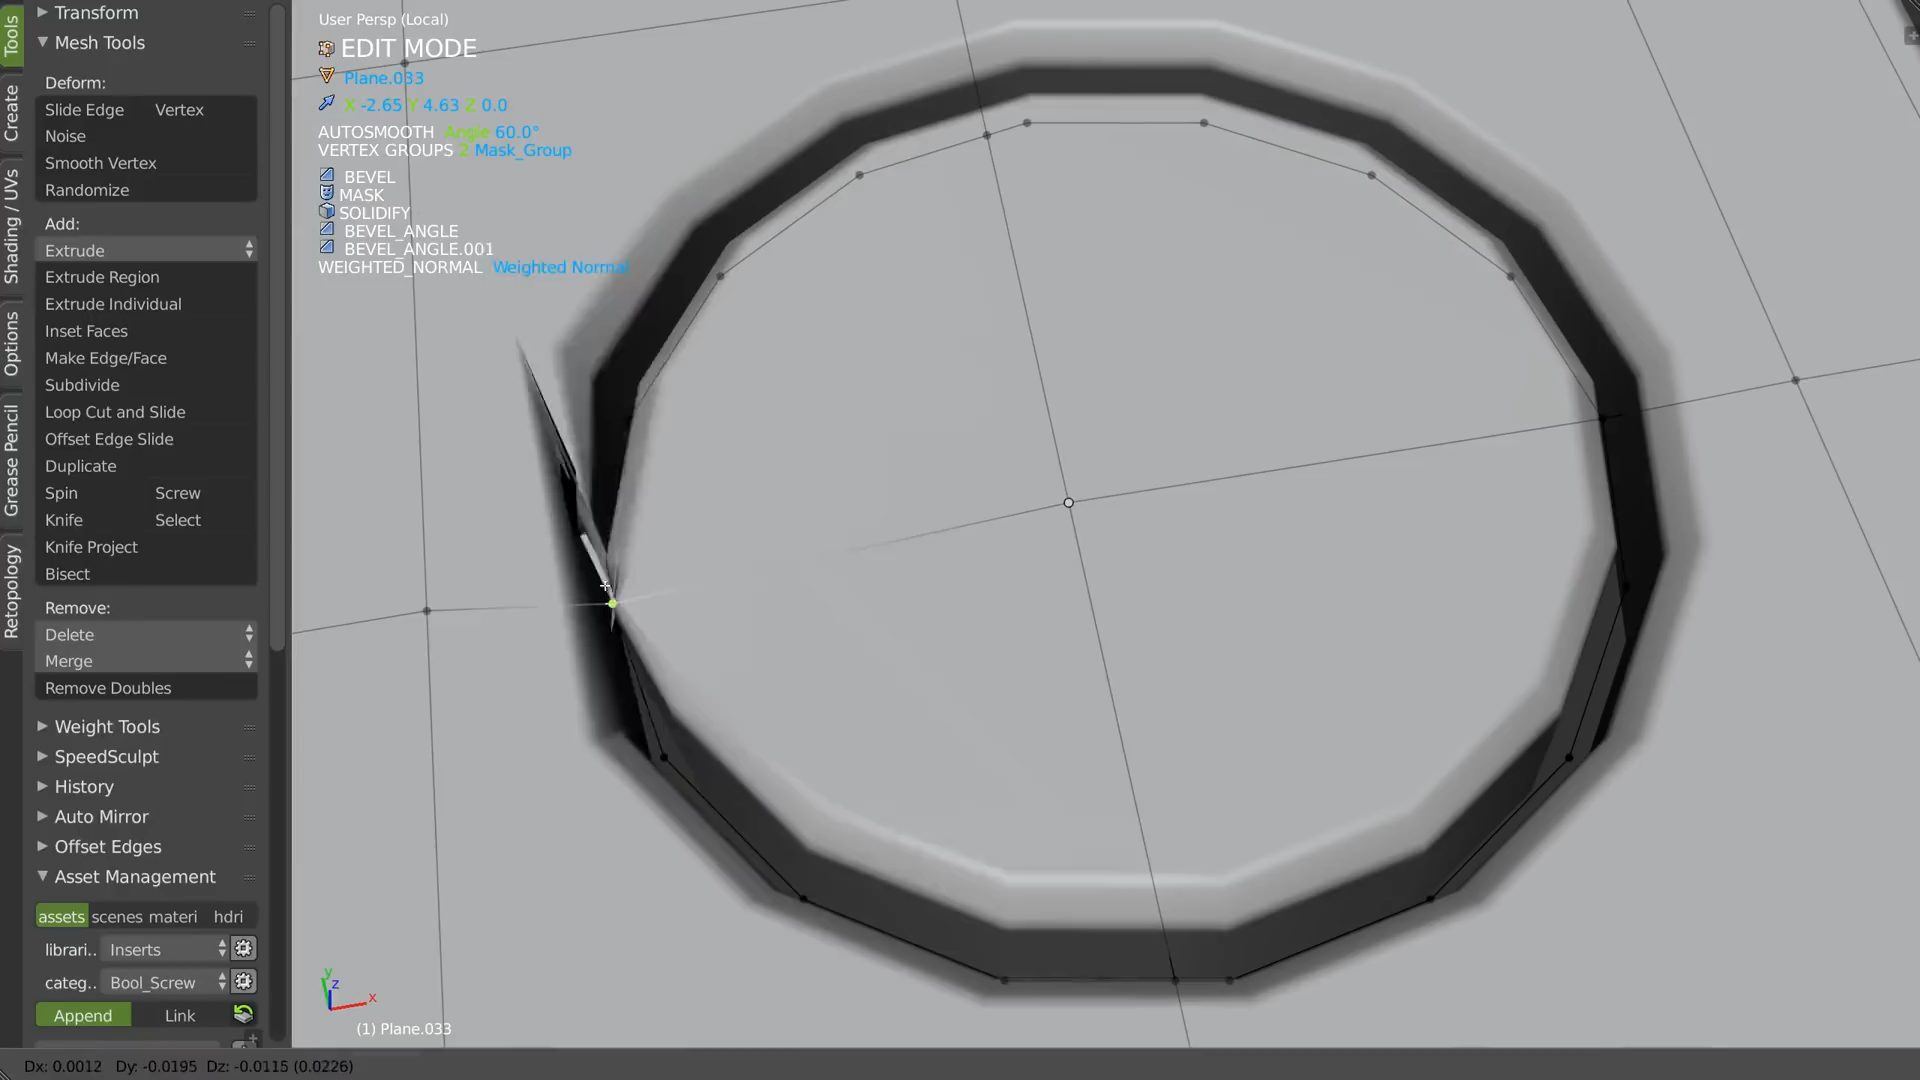 Tools
Create
Shading / UVs
Options
Grease Pencil
Retopology
Transform
Mesh Tools
Deform:
Slide Edge Vertex
Noise
Smooth Vertex
Randomize
Add:
Extrude
Extrude Region
Extrude Individual
Inset Faces
Make Edge/Face
Subdivide
Loop Cut and Slide
Offset Edge Slide
Duplicate
Spin Screw
Knife Select
Knife Project
Bisect
Remove:
Delete
Merge
Remove Doubles
Weight Tools
SpeedSculpt
History
Auto Mirror
Offset Edges
Asset Management
assets scenes materi hdri
librari.. Inserts
categ.. Bool_Screw
Append Link
User Persp (Local)
EDIT MODE
Plane.033
X -2.65 Y 4.63 Z 0.0
AUTOSMOOTH Angle 60.0°
VERTEX GROUPS 2 Mask_Group
BEVEL
MASK
SOLIDIFY
BEVEL_ANGLE
BEVEL_ANGLE.001
WEIGHTED_NORMAL Weighted Normal
y
z
x
(1) Plane.033
Dx: 0.0012 Dy: -0.0195 Dz: -0.0115 (0.0226)